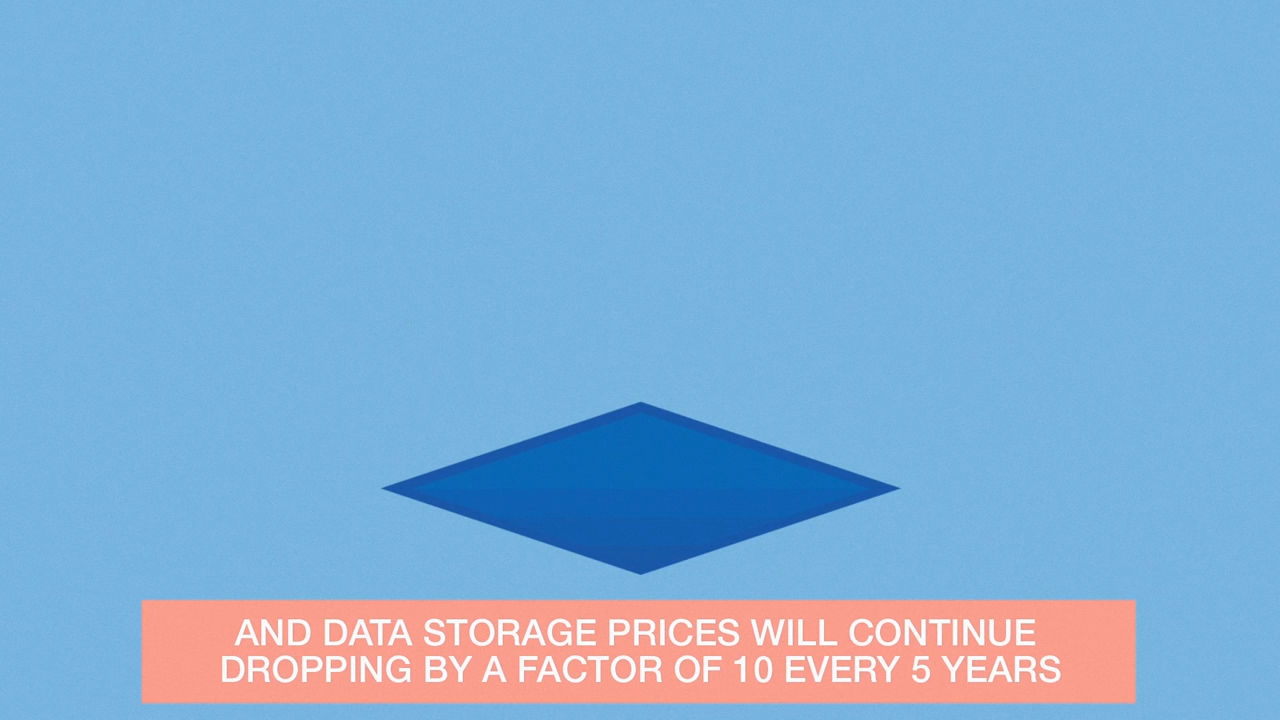 AND DATA STORAGE PRICES WILL CONTINUE
DROPPING BY A FACTOR OF 10 EVERY 5 YEARS